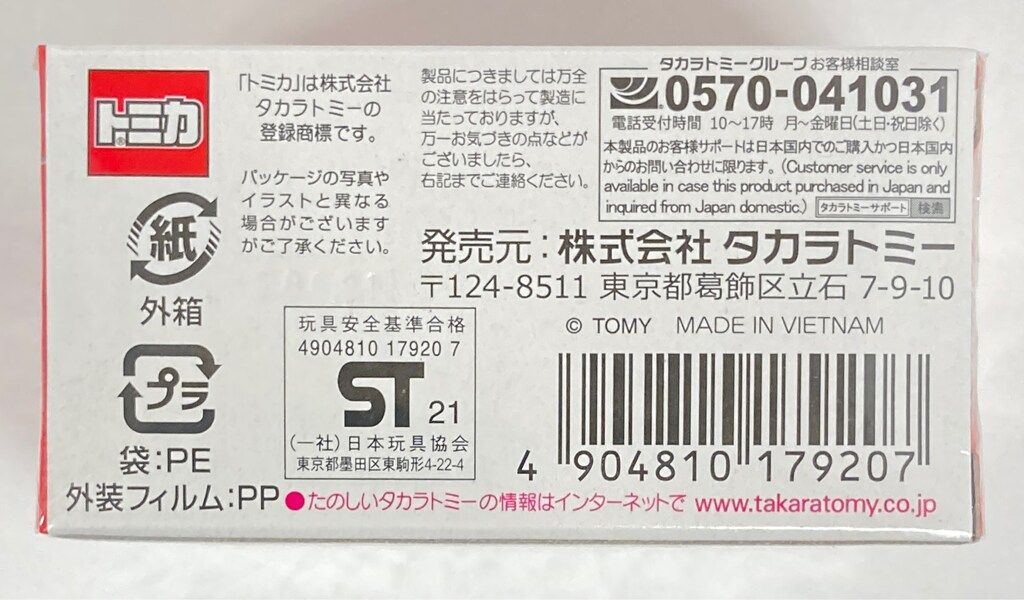 トミカ
®
「トミカ」は株式会社
タカラトミーの
登録商標です。
パッケージの写真や
イラストと異なる
場合がございます
がご了承ください。
製品につきましては万全
の注意をはらって製造に
当たっておりますが、
万一お気づきの点などが
ございましたら、
右記までご連絡ください。
タカラトミーグループ お客様相談室
0570-041031
電話受付時間 10〜17時 月〜金曜日(土日・祝日除く)
本製品のお客様サポートは日本国内でのご購入かつ日本国内
からのお問い合わせに限ります。(Customer service is only
available in case this product purchased in Japan and
inquired from Japan domestic.) タカラトミーサポート 検索
発売元:株式会社 タカラトミー
〒124-8511 東京都葛飾区立石 7-9-10
© TOMY MADE IN VIETNAM
紙
外箱
プラ
袋:PE
外装フィルム:PP
玩具安全基準合格
4904810 17920 7
ST 21
(一社)日本玩具協会
東京都墨田区東駒形4-22-4
4 904810 179207
●たのしいタカラトミーの情報はインターネットで www.takaratomy.co.jp